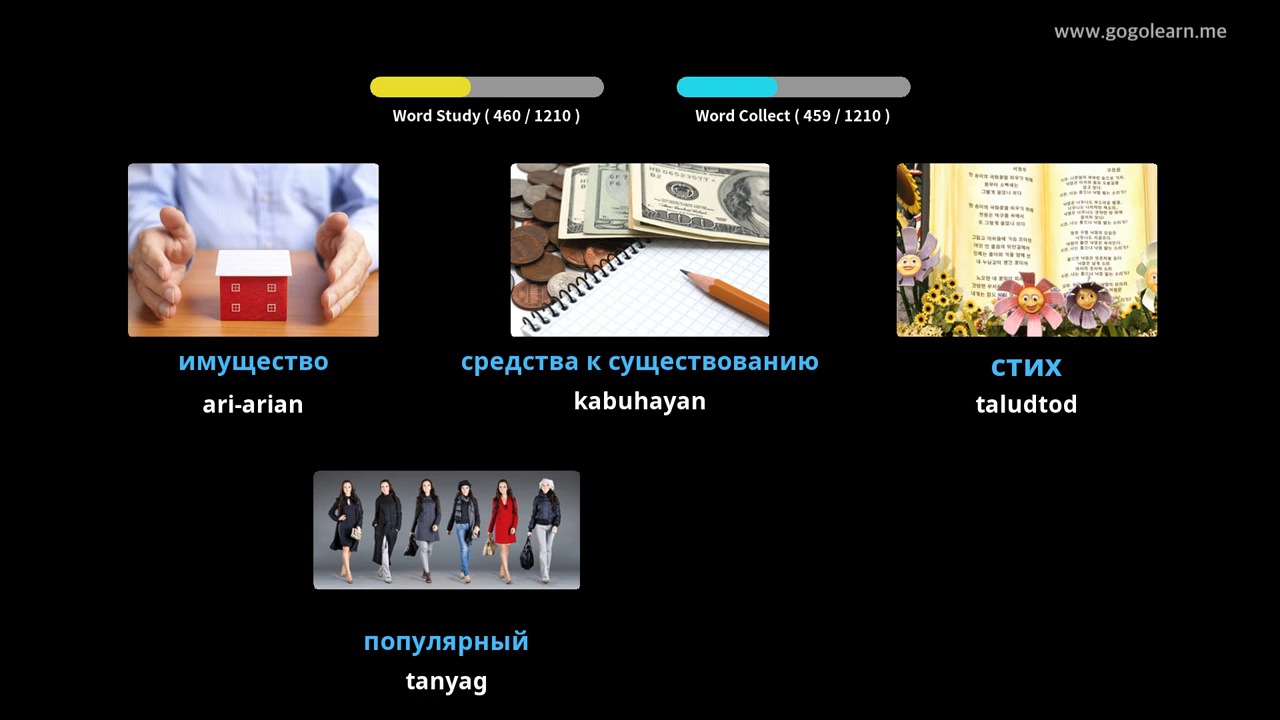 www.gogolearn.me
Word Study ( 460 / 1210 )
Word Collect ( 459 / 1210 )
имущество
ari-arian
средства к существованию
kabuhayan
стих
taludtod
популярный
tanyag